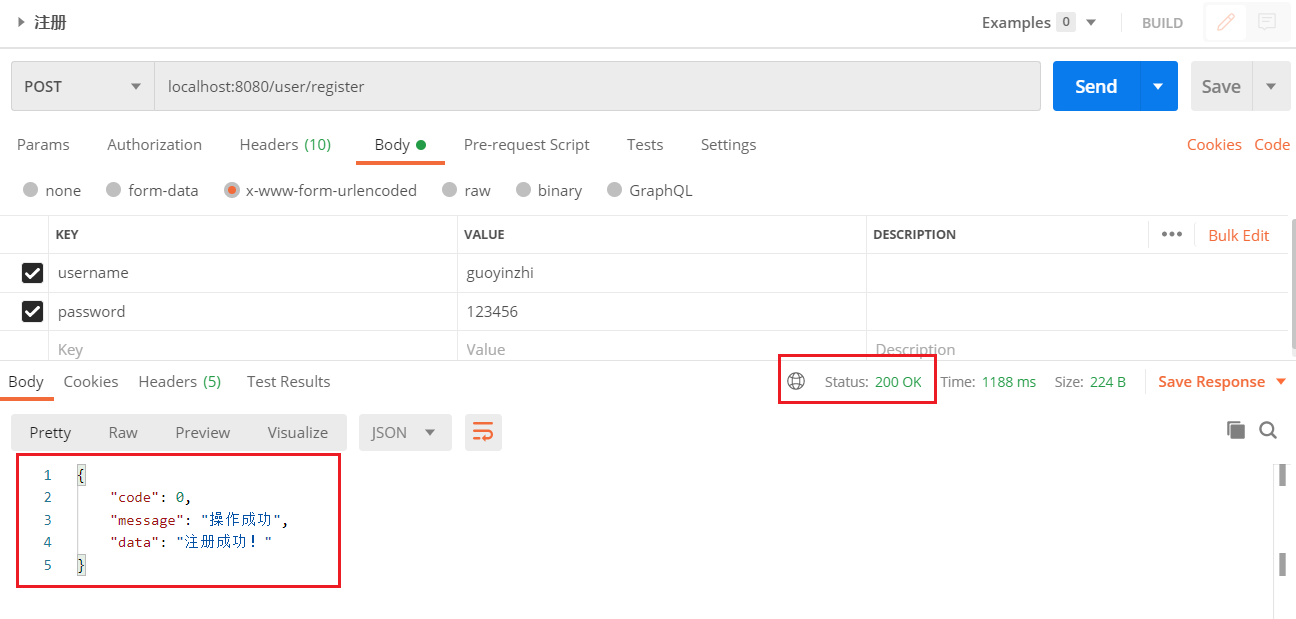 注册 Examples 0 BUILD
POST localhost:8080/user/register Send Save
Params Authorization Headers (10) Body Pre-request Script Tests Settings Cookies Code
none form-data x-www-form-urlencoded raw binary GraphQL
KEY VALUE DESCRIPTION ••• Bulk Edit
username guoyinzhi
password 123456
Key Value Description
Body Cookies Headers (5) Test Results Status: 200 OK Time: 1188 ms Size: 224 B Save Response
Pretty Raw Preview Visualize JSON
1 {
2 "code": 0,
3 "message": "操作成功",
4 "data": "注册成功！"
5 }